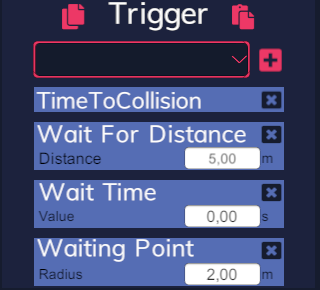 Trigger
TimeToCollision
Wait For Distance
Distance 5,00 m
Wait Time
Value 0,00 s
Waiting Point
Radius 2,00 m